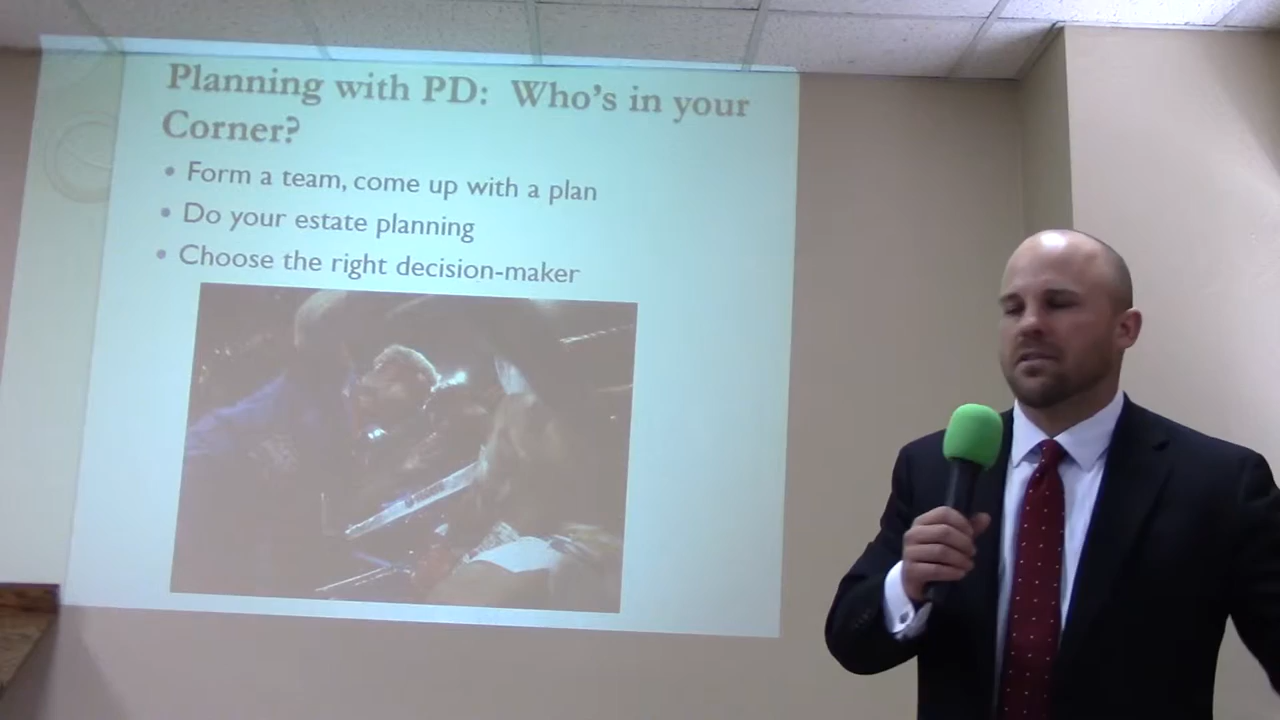 Planning with PD: Who's in your
Corner?
• Form a team, come up with a plan
• Do your estate planning
• Choose the right decision-maker